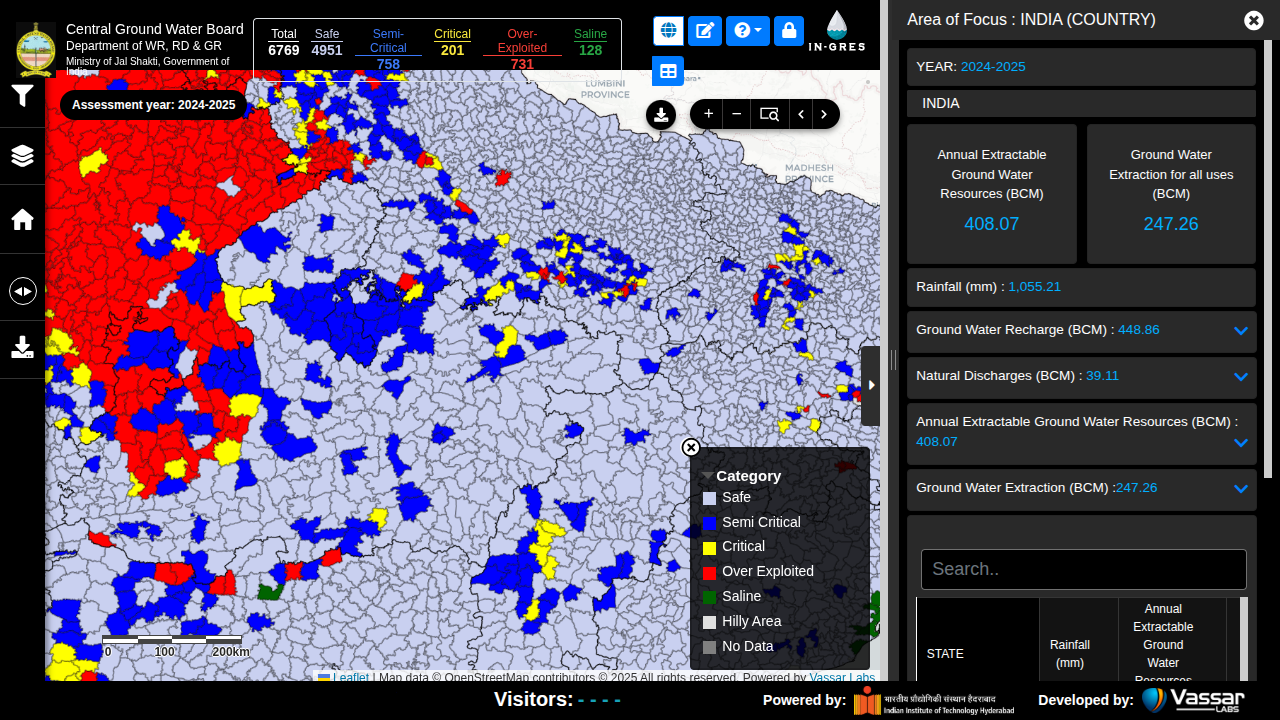 Central Ground Water Board
Department of WR, RD & GR
Ministry of Jal Shakti, Government of
India
Total
6769
Safe
4951
Semi-
Critical
758
Critical
201
Over-
Exploited
731
Saline
128
IN-GRES
Area of Focus : INDIA (COUNTRY)
Assessment year: 2024-2025
LUMBINI
PROVINCE
MADHESH
PROVINCE
YEAR: 2024-2025
INDIA
Annual Extractable
Ground Water
Resources (BCM)
408.07
Ground Water
Extraction for all uses
(BCM)
247.26
Rainfall (mm) : 1,055.21
Ground Water Recharge (BCM) : 448.86
Natural Discharges (BCM) : 39.11
Annual Extractable Ground Water Resources (BCM) :
408.07
Ground Water Extraction (BCM) :247.26
Search..
STATE
Rainfall
(mm)
Annual
Extractable
Ground
Water
Resources
Category
Safe
Semi Critical
Critical
Over Exploited
Saline
Hilly Area
No Data
0 100 200km
Leaflet | Map data © OpenStreetMap contributors © 2025 All rights reserved, Powered by Vassar Labs
Visitors: - - - -
Powered by:
भारतीय प्रौद्योगिकी संस्थान हैदराबाद
Indian Institute of Technology Hyderabad
Developed by:
Vassar
LABS